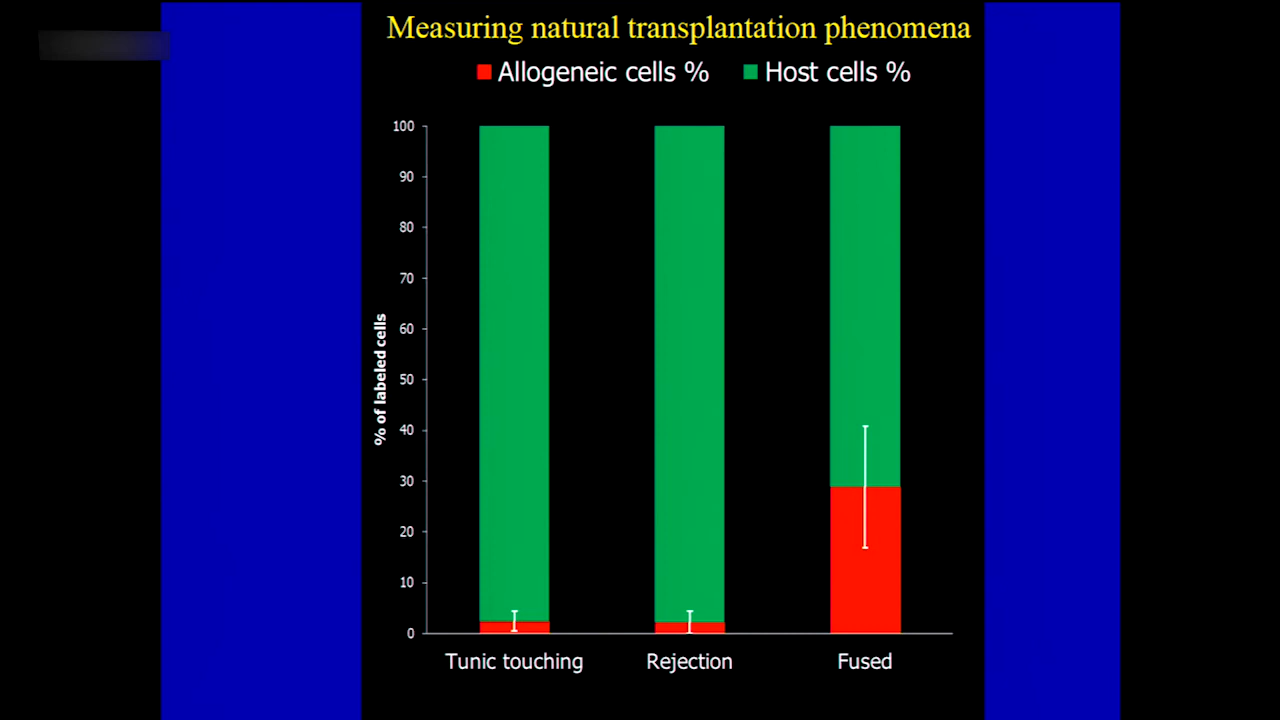 Measuring natural transplantation phenomena
Allogeneic cells % Host cells %
100
90
80
70
60
50
40
30
20
10
0
% of labeled cells
Tunic touching Rejection Fused